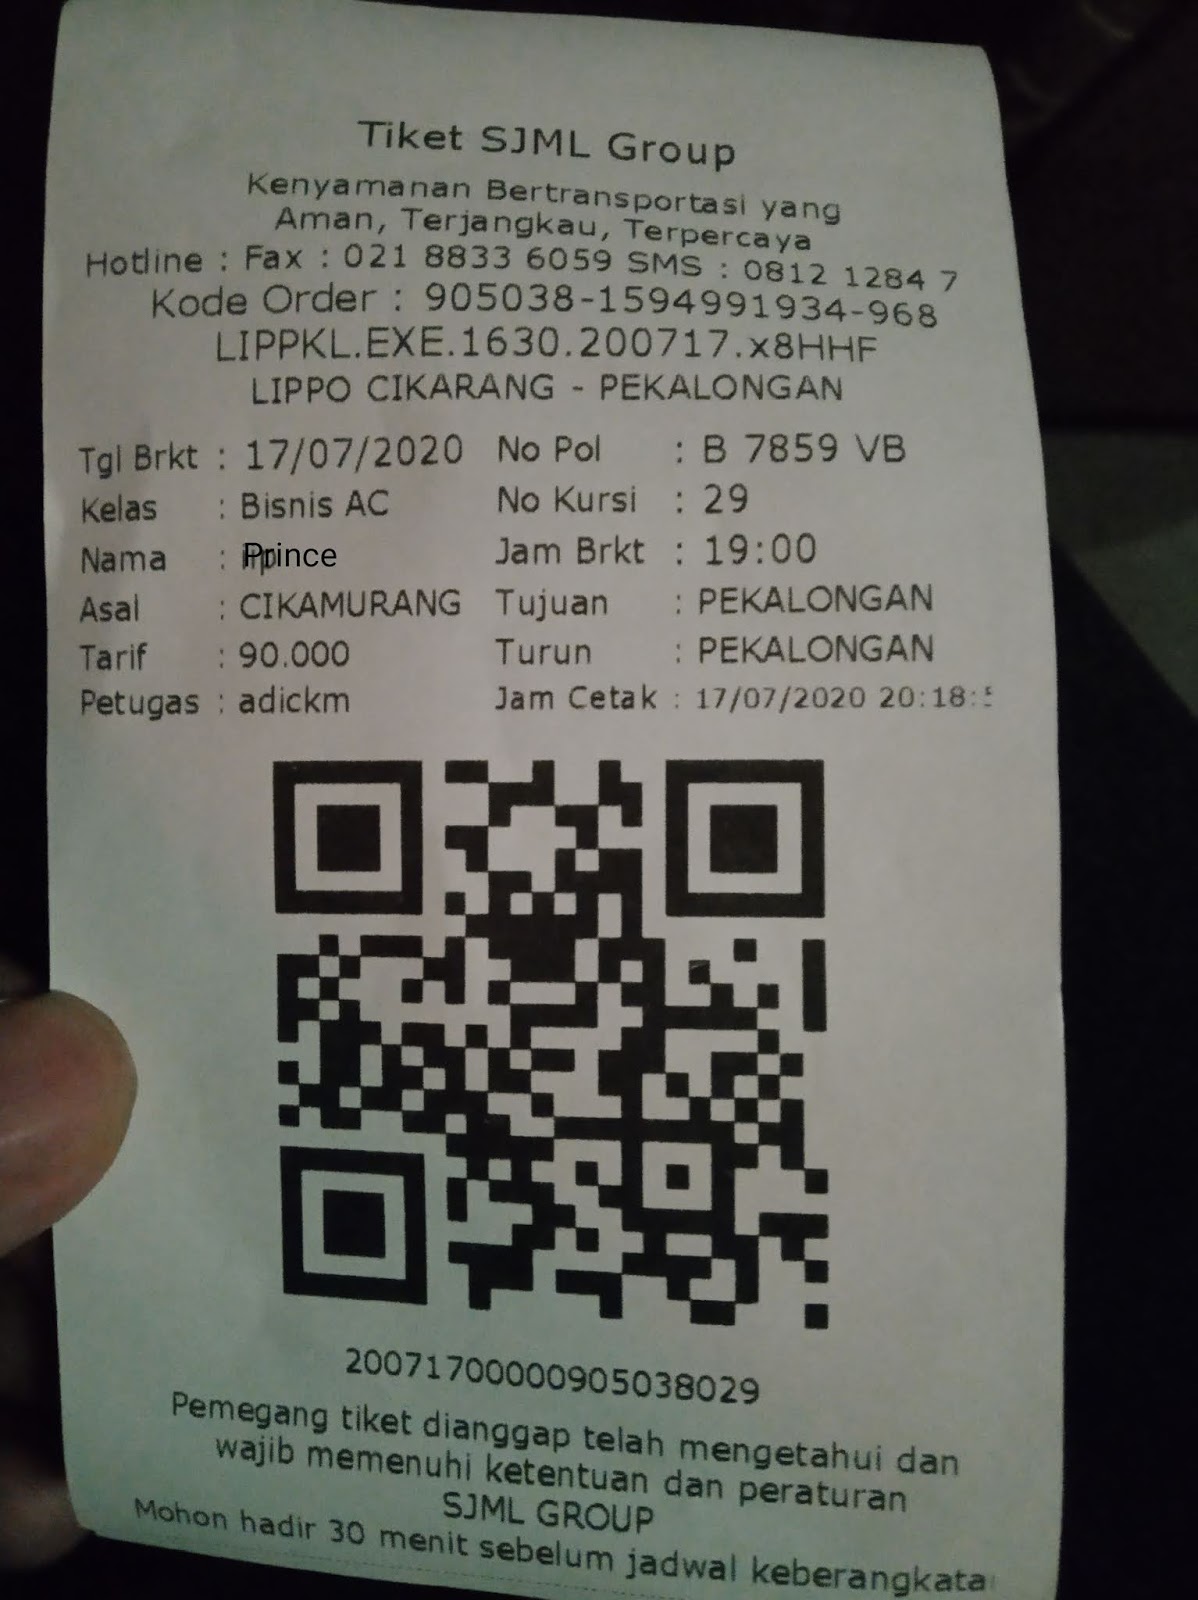 Tiket SJML Group
Kenyamanan Bertransportasi yang
Aman, Terjangkau, Terpercaya
Hotline : Fax : 021 8833 6059 SMS : 0812 1284 7
Kode Order : 905038-1594991934-968
LIPPKL.EXE.1630.200717.x8HHF
LIPPO CIKARANG - PEKALONGAN
Tgl Brkt : 17/07/2020 No Pol : B 7859 VB
Kelas : Bisnis AC No Kursi : 29
Nama : Prince Jam Brkt : 19:00
Asal : CIKAMURANG Tujuan : PEKALONGAN
Tarif : 90.000 Turun : PEKALONGAN
Petugas : adickm Jam Cetak : 17/07/2020 20:18:
200717000000905038029
Pemegang tiket dianggap telah mengetahui dan
wajib memenuhi ketentuan dan peraturan
SJML GROUP
Mohon hadir 30 menit sebelum jadwal keberangkata